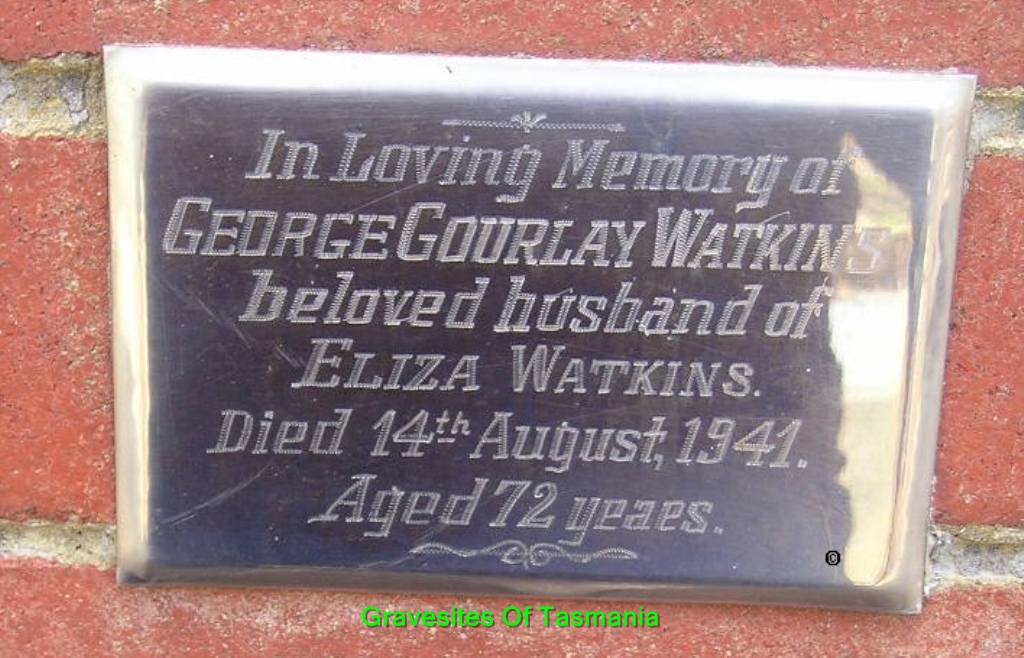 In Loving Memory of
GEORGE GOURLAY WATKINS
beloved husband of
ELIZA WATKINS.
Died 14th August, 1941.
Aged 72 yeaes.
©
Gravesites Of Tasmania